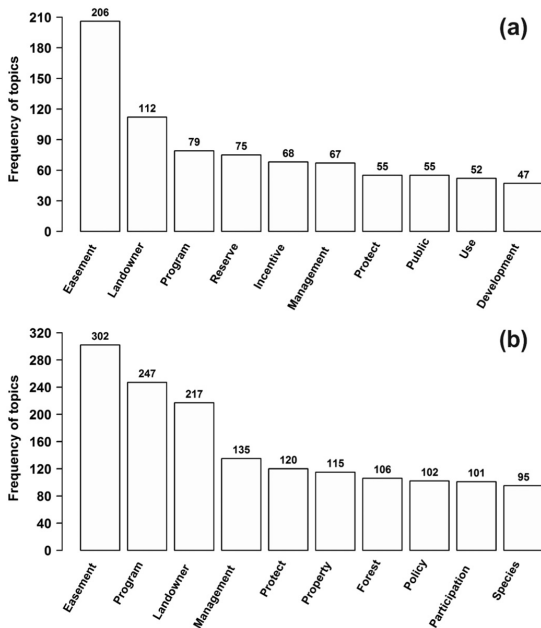 (a)
Frequency of topics
210
180
150
120
90
60
30
0
206
112
79
75
68
67
55
55
52
47
Easement
Landowner
Program
Reserve
Incentive
Management
Protect
Public
Use
Development
(b)
Frequency of topics
320
280
240
200
160
120
80
40
0
302
247
217
135
120
115
106
102
101
95
Easement
Program
Landowner
Management
Protect
Property
Forest
Policy
Participation
Species